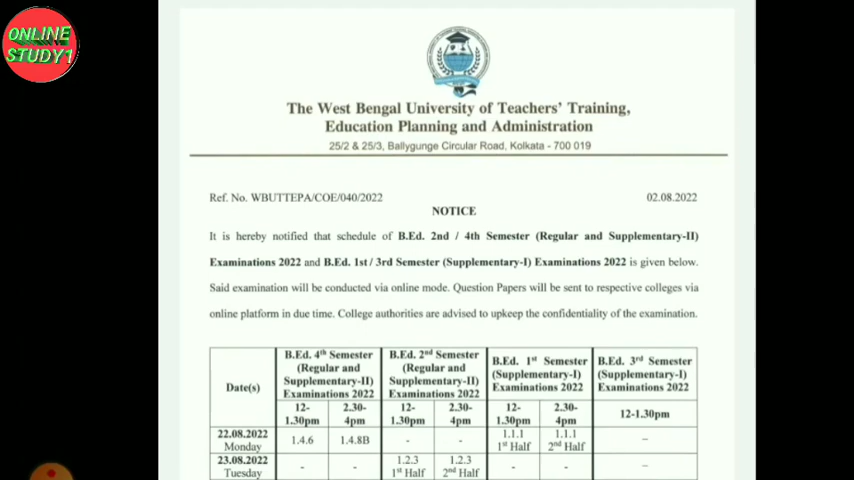 ONLINE
STUDY1
The West Bengal University of Teachers' Training,
Education Planning and Administration
25/2 & 25/3, Ballygunge Circular Road, Kolkata - 700 019
Ref. No. WBUTTEPA/COE/040/2022 02.08.2022
NOTICE
It is hereby notified that schedule of B.Ed. 2nd / 4th Semester (Regular and Supplementary-II)
Examinations 2022 and B.Ed. 1st / 3rd Semester (Supplementary-I) Examinations 2022 is given below.
Said examination will be conducted via online mode. Question Papers will be sent to respective colleges via
online platform in due time. College authorities are advised to upkeep the confidentiality of the examination.
Date(s)
B.Ed. 4th Semester
(Regular and
Supplementary-II)
Examinations 2022
B.Ed. 2nd Semester
(Regular and
Supplementary-II)
Examinations 2022
B.Ed. 1st Semester
(Supplementary-I)
Examinations 2022
B.Ed. 3rd Semester
(Supplementary-I)
Examinations 2022
12-
1.30pm
2.30-
4pm
12-
1.30pm
2.30-
4pm
12-
1.30pm
2.30-
4pm
12-1.30pm
22.08.2022
Monday
1.4.6
1.4.8B
-
-
1.1.1
1st Half
1.1.1
2nd Half
–
23.08.2022
Tuesday
-
-
1.2.3
1st Half
1.2.3
2nd Half
-
-
–